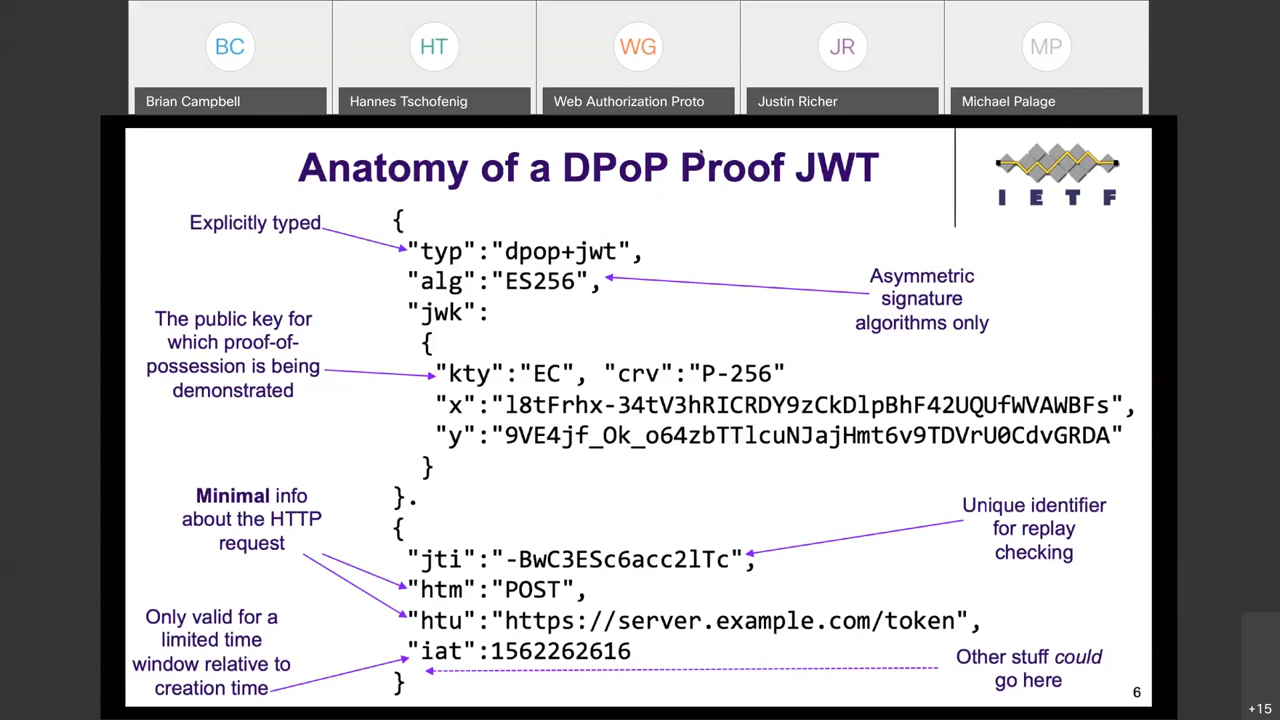 BC
HT
WG
JR
MP
Brian Campbell
Hannes Tschofenig
Web Authorization Proto
Justin Richer
Michael Palage
Anatomy of a DPoP Proof JWT
I E T F
Explicitly typed
{
"typ":"dpop+jwt",
"alg":"ES256",
"jwk":
{
"kty":"EC", "crv":"P-256"
"x":"l8tFrhx-34tV3hRICRDY9zCkDlpBhF42UQUfWVAWBFs",
"y":"9VE4jf_Ok_o64zbTTlcuNJajHmt6v9TDVrU0CdvGRDA"
}
}.
{
"jti":"-BwC3ESc6acc2lTc",
"htm":"POST",
"htu":"https://server.example.com/token",
"iat":1562262616
}
Asymmetric
signature
algorithms only
The public key for
which proof-of-
possession is being
demonstrated
Minimal info
about the HTTP
request
Unique identifier
for replay
checking
Only valid for a
limited time
window relative to
creation time
Other stuff could
go here
6
+15